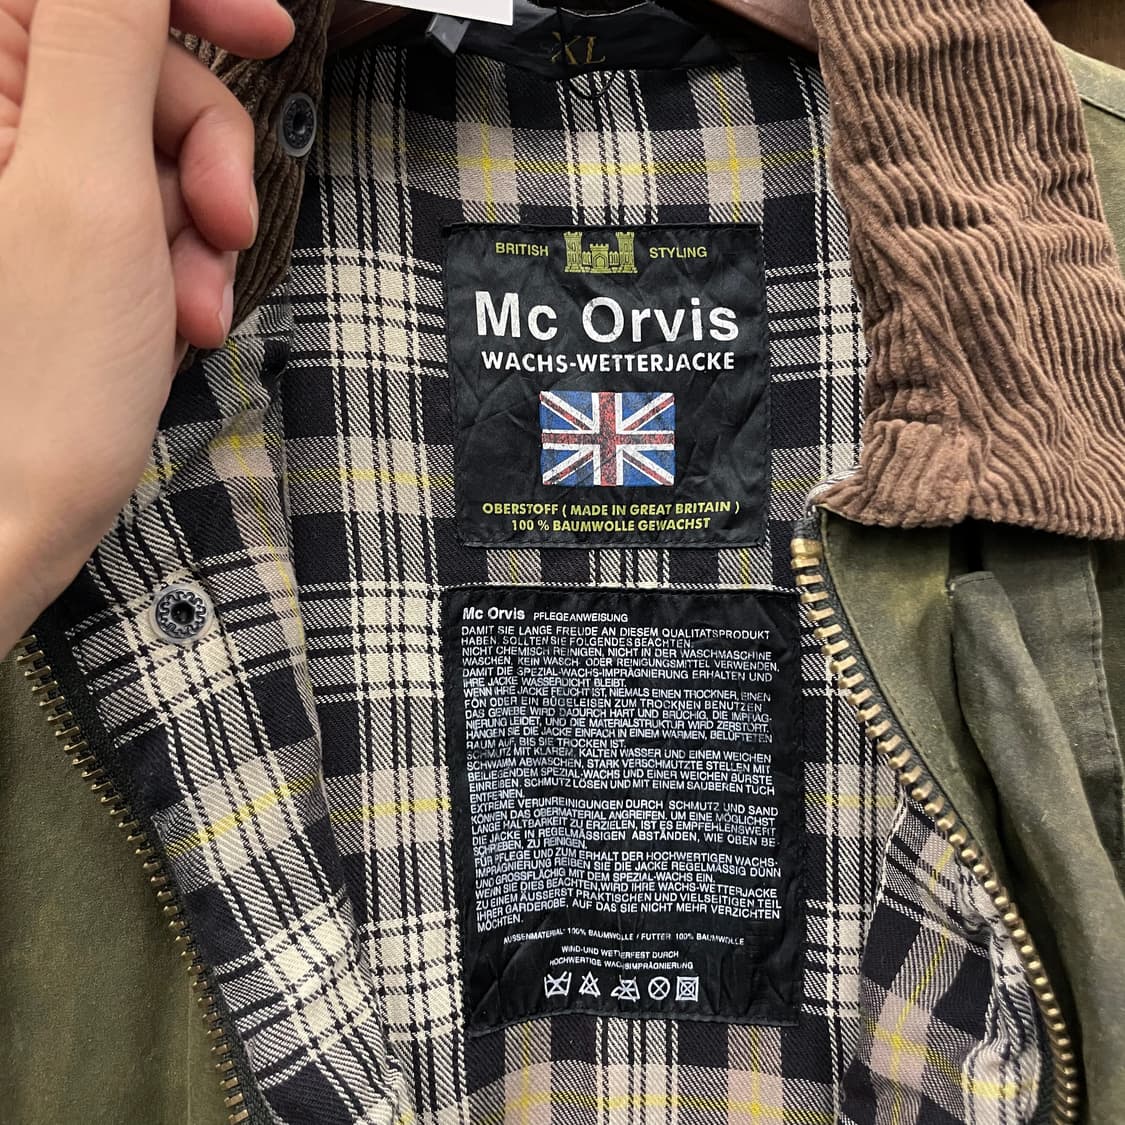 XL
BRITISH STYLING
Mc Orvis
WACHS-WETTERJACKE
OBERSTOFF ( MADE IN GREAT BRITAIN )
100 % BAUMWOLLE GEWACHST
Mc Orvis PFLEGEANWEISUNG
DAMIT SIE LANGE FREUDE AN DIESEM QUALITATSPRODUKT
HABEN. SOLLTEN SIE FOLGENDES BEACHTEN.
NICHT CHEMISCH REINIGEN, NICHT IN DER WASCHMASCHINE
WASCHEN, KEIN WASCH- ODER REINIGUNGSMITTEL VERWENDEN,
DAMIT DIE SPEZIAL-WACHS-IMPRÄGNIERUNG ERHALTEN UND
IHRE JACKE WASSERDICHT BLEIBT.
WENN IHRE JACKE FEUCHT IST, NIEMALS EINEN TROCKNER, EINEN
FÖN ODER EIN BÜGELEISEN ZUM TROCKNEN BENUTZEN
DAS GEWEBE WIRD DADURCH HART UND BRÜCHIG, DIE IMPRÄG-
NIERUNG LEIDET, UND DIE MATERIALSTRUKTUR WIRD ZERSTORT.
HÄNGEN SIE DIE JACKE EINFACH IN EINEM WARMEN, BELÜFTETEN
RAUM AUF, BIS SIE TROCKEN IST.
SCHMUTZ MIT KLAREM, KALTEN WASSER UND EINEM WEICHEN
SCHWAMM ABWASCHEN, STARK VERSCHMUTZTE STELLEN MIT
BEILIEGENDEM SPEZIAL-WACHS UND EINER WEICHEN BÜRSTE
EINREIBEN. SCHMUTZ LÖSEN UND MIT EINEM SAUBEREN TUCH
ENTFERNEN.
EXTREME VERUNREINIGUNGEN DURCH SCHMUTZ UND SAND
KÖNNEN DAS OBERMATERIAL ANGREIFEN. UM EINE MÖGLICHST
LANGE HALTBARKEIT ZU ERZIELEN, IST ES EMPFEHLENSWERT
DIE JACKE IN REGELMÄSSIGEN ABSTÄNDEN, WIE OBEN BE-
SCHRIEBEN, ZU REINIGEN.
FÜR PFLEGE UND ZUM ERHALT DER HOCHWERTIGEN WACHS-
IMPRÄGNIERUNG REIBEN SIE DIE JACKE REGELMÄSSIG DÜNN
UND GROSSFLÄCHIG MIT DEM SPEZIAL-WACHS EIN.
WENN SIE DIES BEACHTEN, WIRD IHRE WACHS-WETTERJACKE
ZU EINEM ÄUSSERST PRAKTISCHEN UND VIELSEITIGEN TEIL
IHRER GARDEROBE, AUF DAS SIE NICHT MEHR VERZICHTEN
MÖCHTEN.
AUSSENMATERIAL: 100% BAUMWOLLE / FUTTER 100% BAUMWOLLE
WIND-UND WETTERFEST DURCH
HOCHWERTIGE WACHSIMPRÄGNIERUNG